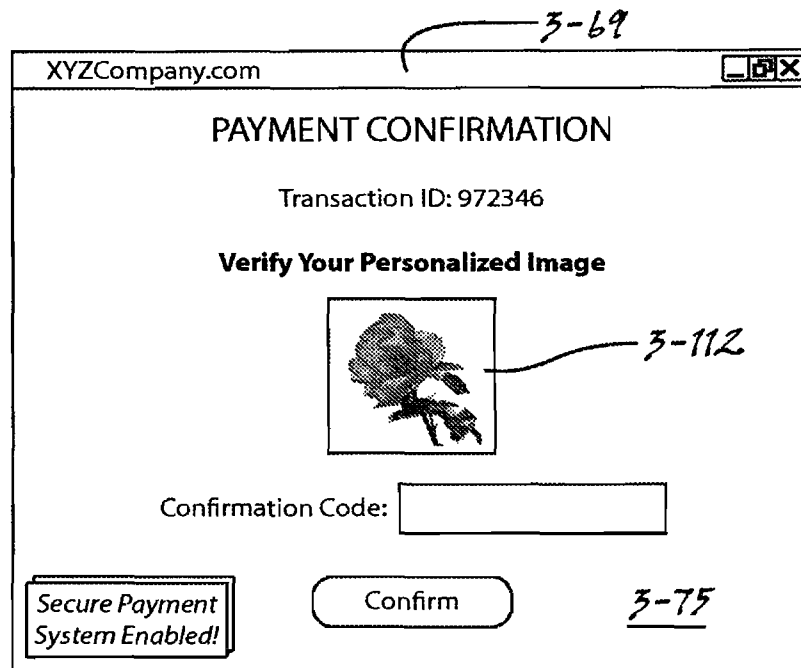 3-69
XYZCompany.com
PAYMENT CONFIRMATION
Transaction ID: 972346
Verify Your Personalized Image
3-112
Confirmation Code:
Secure Payment
System Enabled!
Confirm
3-75